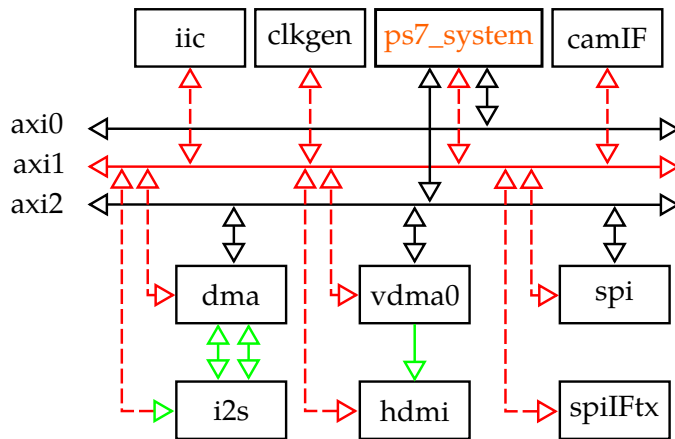 iic clkgen ps7_system camIF
axi0
axi1
axi2
dma vdma0 spi
i2s hdmi spiIFtx